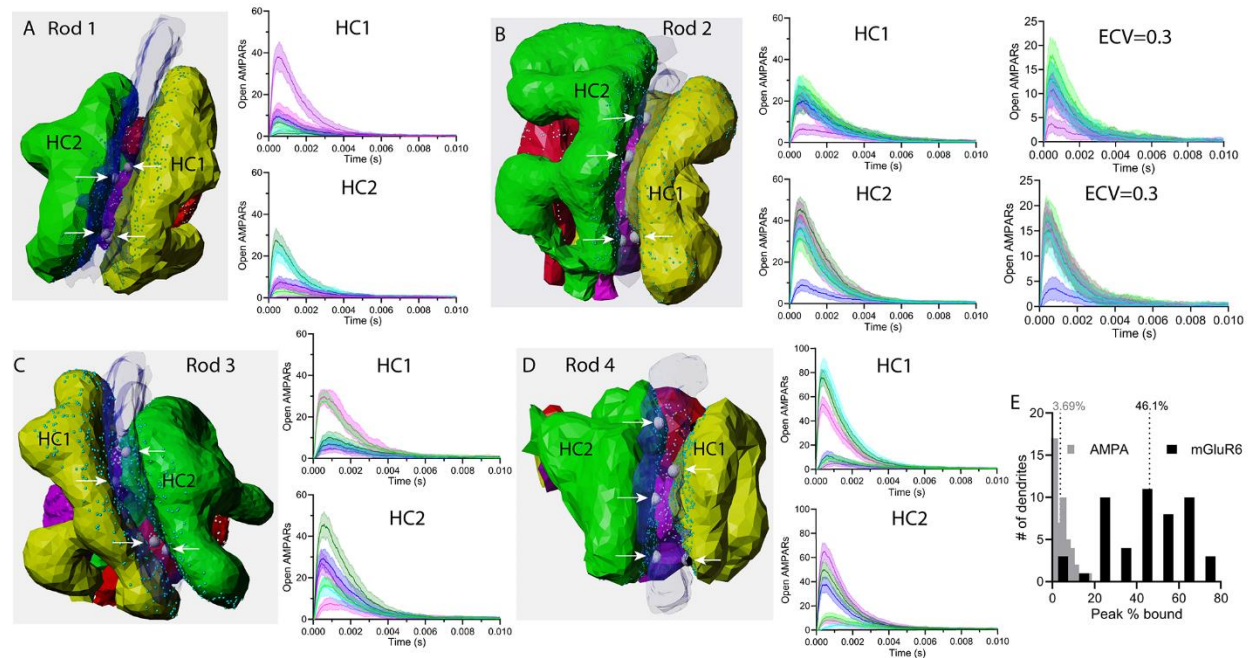 A Rod 1
HC2
HC1
HC1
Open AMPARs
60
40
20
0
0.000 0.002 0.004 0.006 0.008 0.010
Time (s)
HC2
Open AMPARs
60
40
20
0
0.000 0.002 0.004 0.006 0.008 0.010
Time (s)
B Rod 2
HC2
HC1
HC1
Open AMPARs
60
40
20
0
0.000 0.002 0.004 0.006 0.008 0.010
Time (s)
ECV=0.3
Open AMPARs
25
20
15
10
5
0
0.000 0.002 0.004 0.006 0.008 0.010
Time (s)
HC2
Open AMPARs
60
40
20
0
0.000 0.002 0.004 0.006 0.008 0.010
Time (s)
ECV=0.3
Open AMPARs
25
20
15
10
5
0
0.000 0.002 0.004 0.006 0.008 0.010
Time (s)
C Rod 3
HC1
HC2
HC1
Open AMPARs
60
40
20
0
0.000 0.002 0.004 0.006 0.008 0.010
Time (s)
HC2
Open AMPARs
60
40
20
0
0.000 0.002 0.004 0.006 0.008 0.010
Time (s)
D Rod 4
HC2
HC1
HC1
Open AMPARs
100
80
60
40
20
0
0.000 0.002 0.004 0.006 0.008 0.010
Time (s)
HC2
Open AMPARs
100
80
60
40
20
0
0.000 0.002 0.004 0.006 0.008 0.010
Time (s)
E
3.69% 46.1%
AMPA mGluR6
# of dendrites
20
15
10
5
0
0 20 40 60 80
Peak % bound